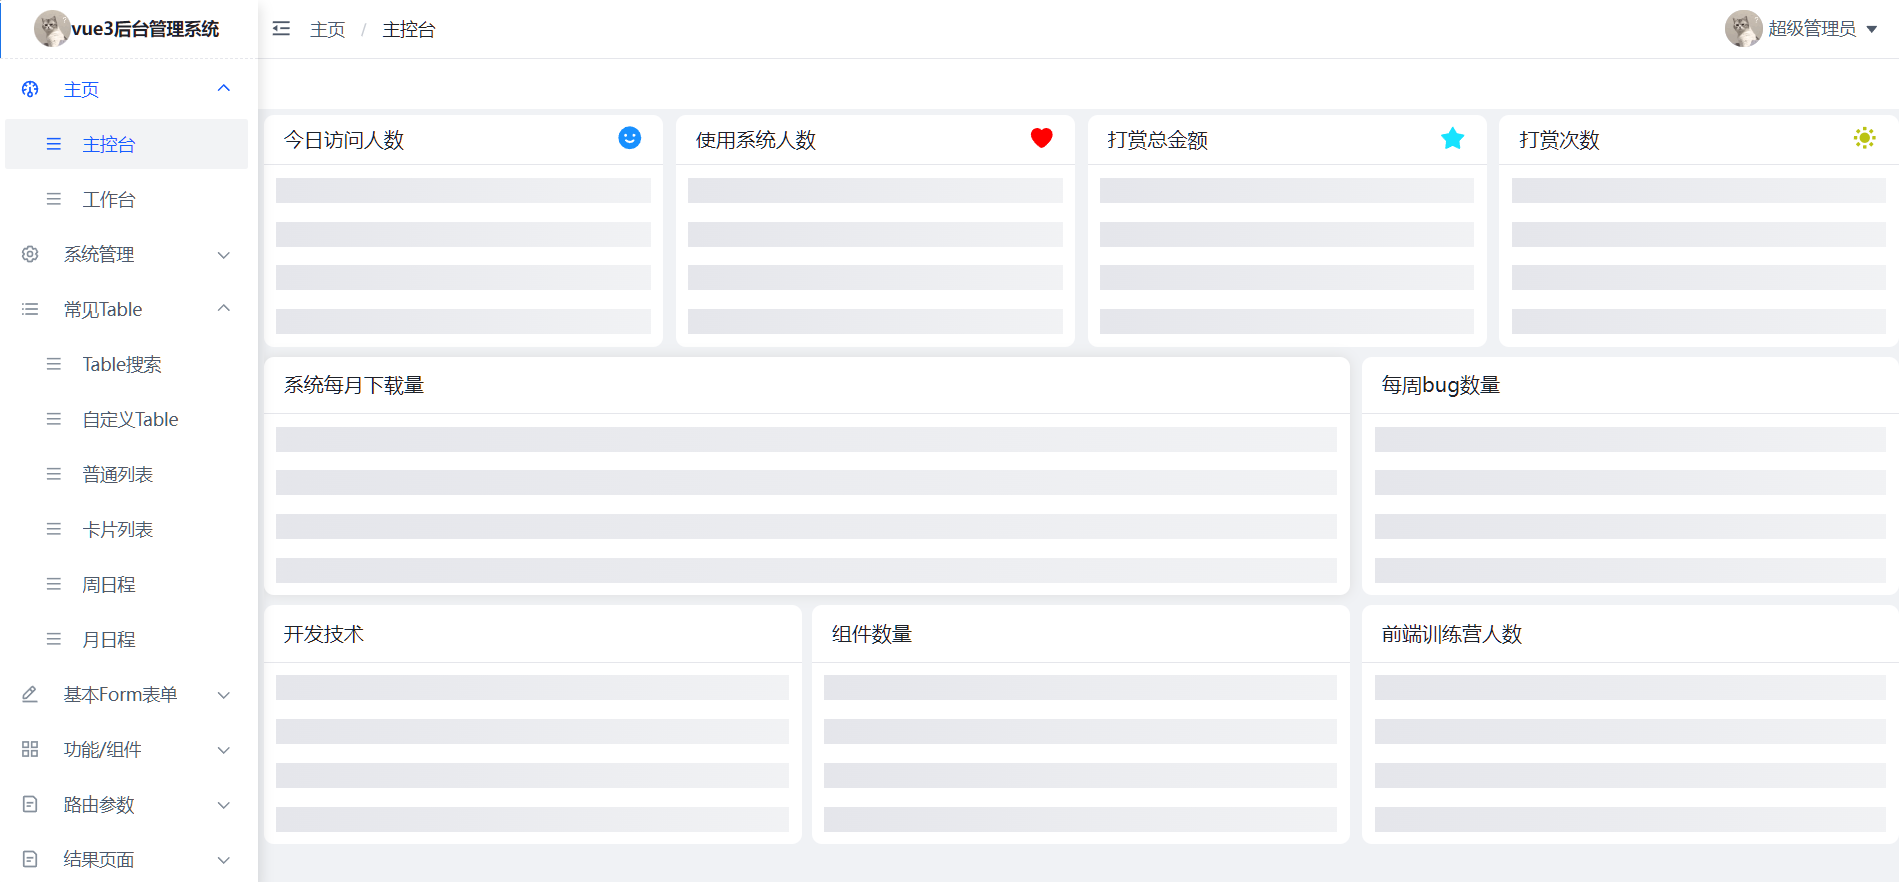 vue3后台管理系统
主页 / 主控台
超级管理员
主页
主控台
工作台
系统管理
常见Table
Table搜索
自定义Table
普通列表
卡片列表
周日程
月日程
基本Form表单
功能/组件
路由参数
结果页面
今日访问人数
使用系统人数
打赏总金额
打赏次数
系统每月下载量
每周bug数量
开发技术
组件数量
前端训练营人数